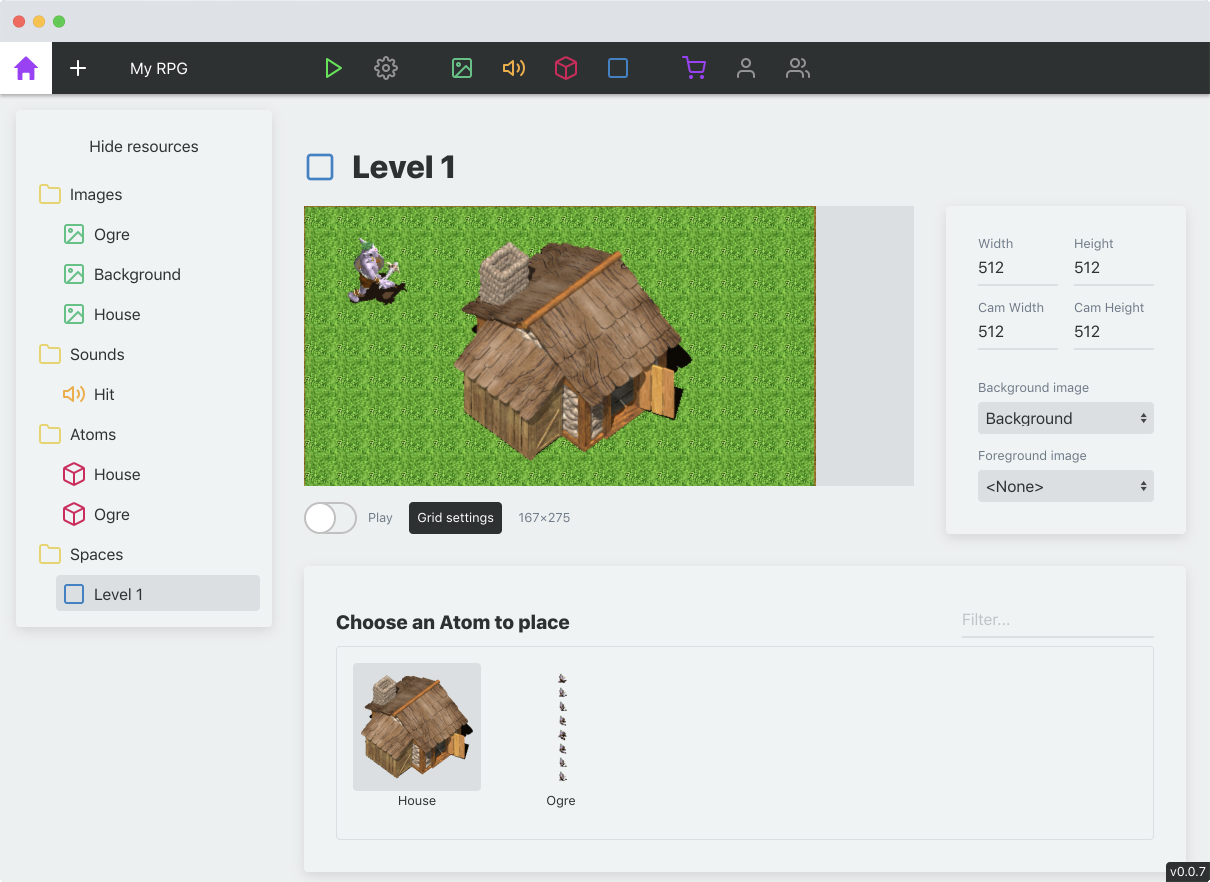 My RPG
Hide resources
Images
Ogre
Background
House
Sounds
Hit
Atoms
House
Ogre
Spaces
Level 1
Level 1
Width Height
512 512
Cam Width Cam Height
512 512
Background image
Background
Foreground image
<None>
Play Grid settings 167×275
Choose an Atom to place Filter...
House Ogre
v0.0.7